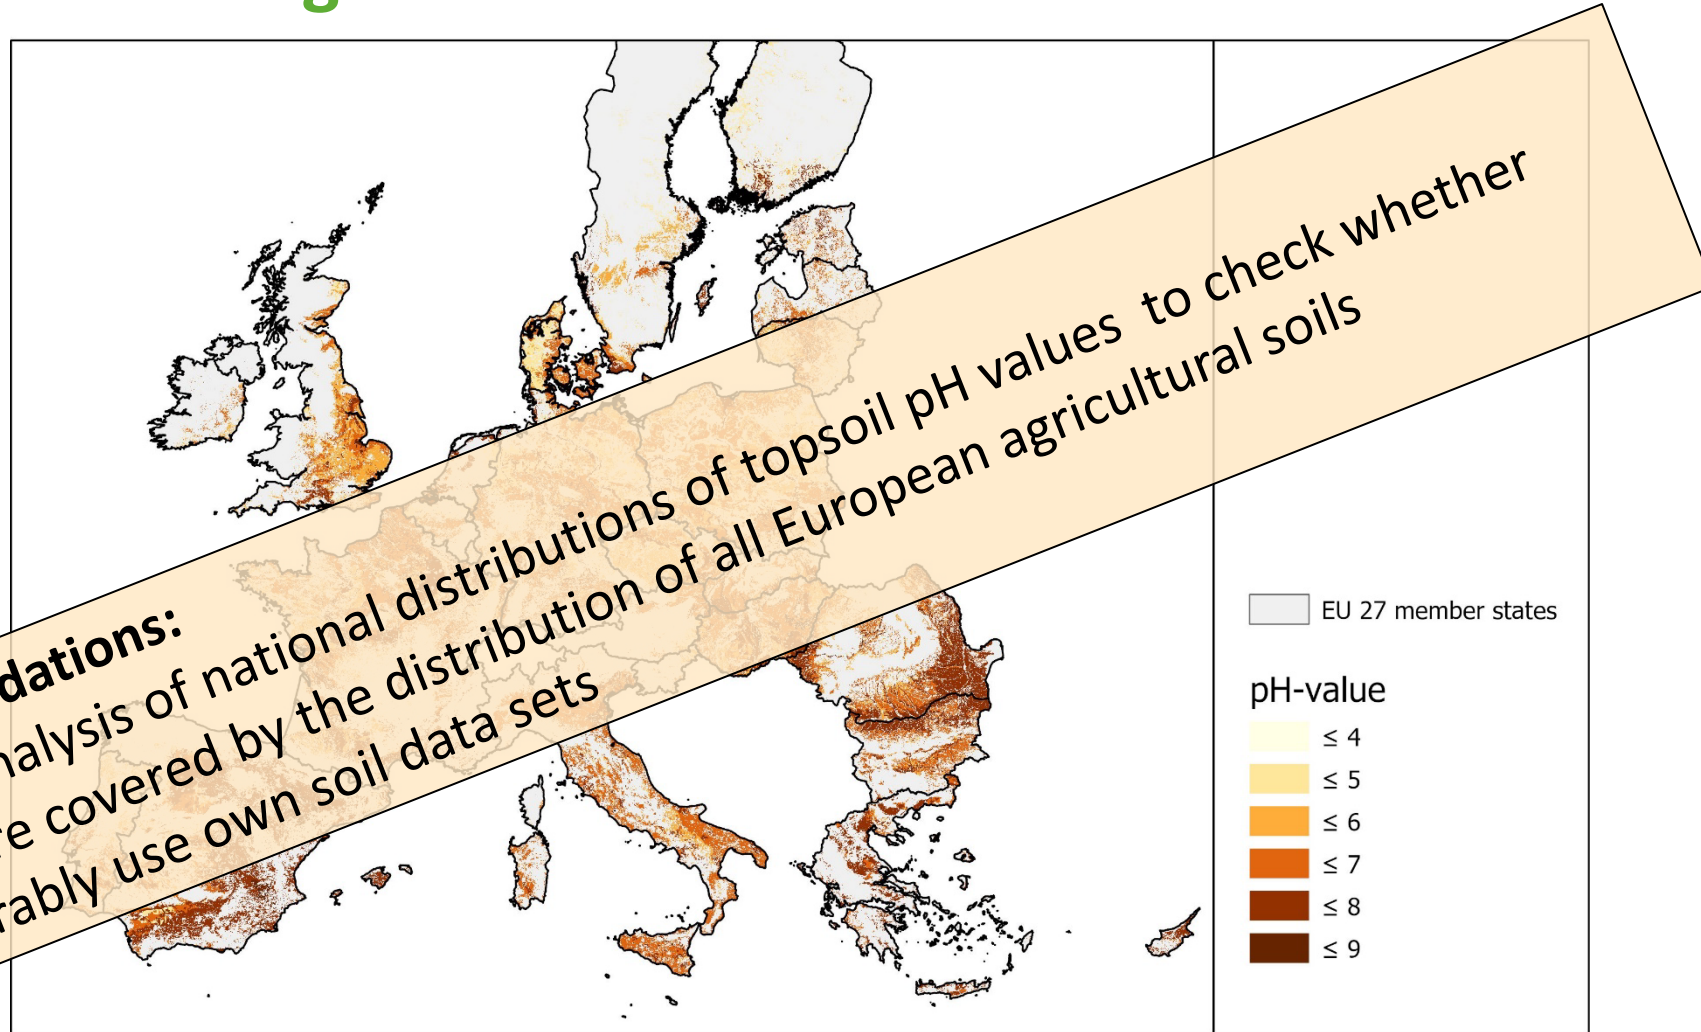 dations:
nalysis of national distributions of topsoil pH values to check whether
re covered by the distribution of all European agricultural soils
rably use own soil data sets
EU 27 member states
pH-value
≤ 4
≤ 5
≤ 6
≤ 7
≤ 8
≤ 9